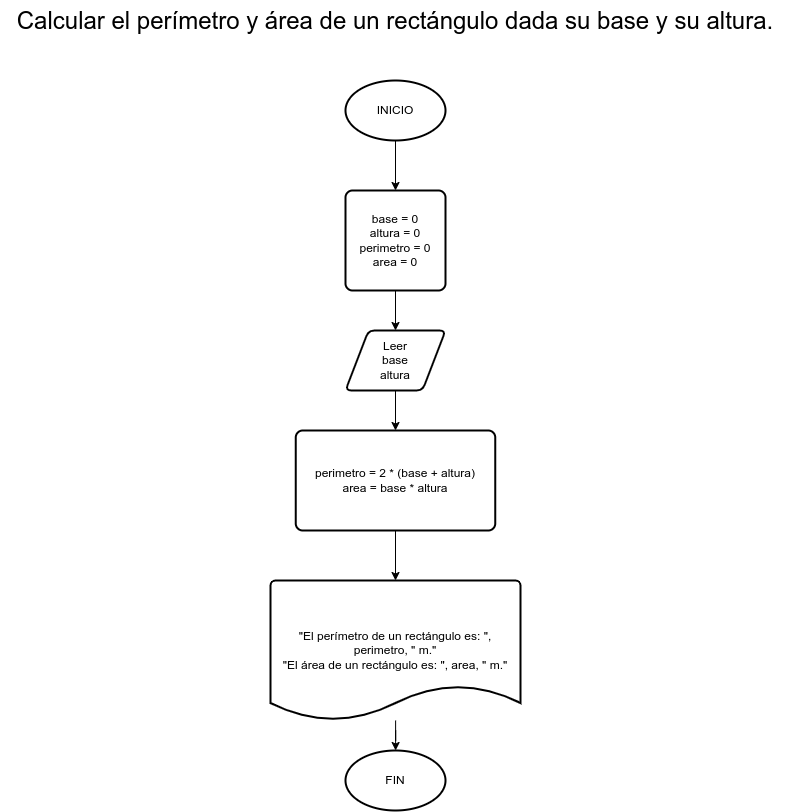 Calcular el perímetro y área de un rectángulo dada su base y su altura.
INICIO
base = 0
altura = 0
perimetro = 0
area = 0
Leer
base
altura
perimetro = 2 * (base + altura)
area = base * altura
"El perímetro de un rectángulo es: ",
perimetro, " m."
"El área de un rectángulo es: ", area, " m."
FIN